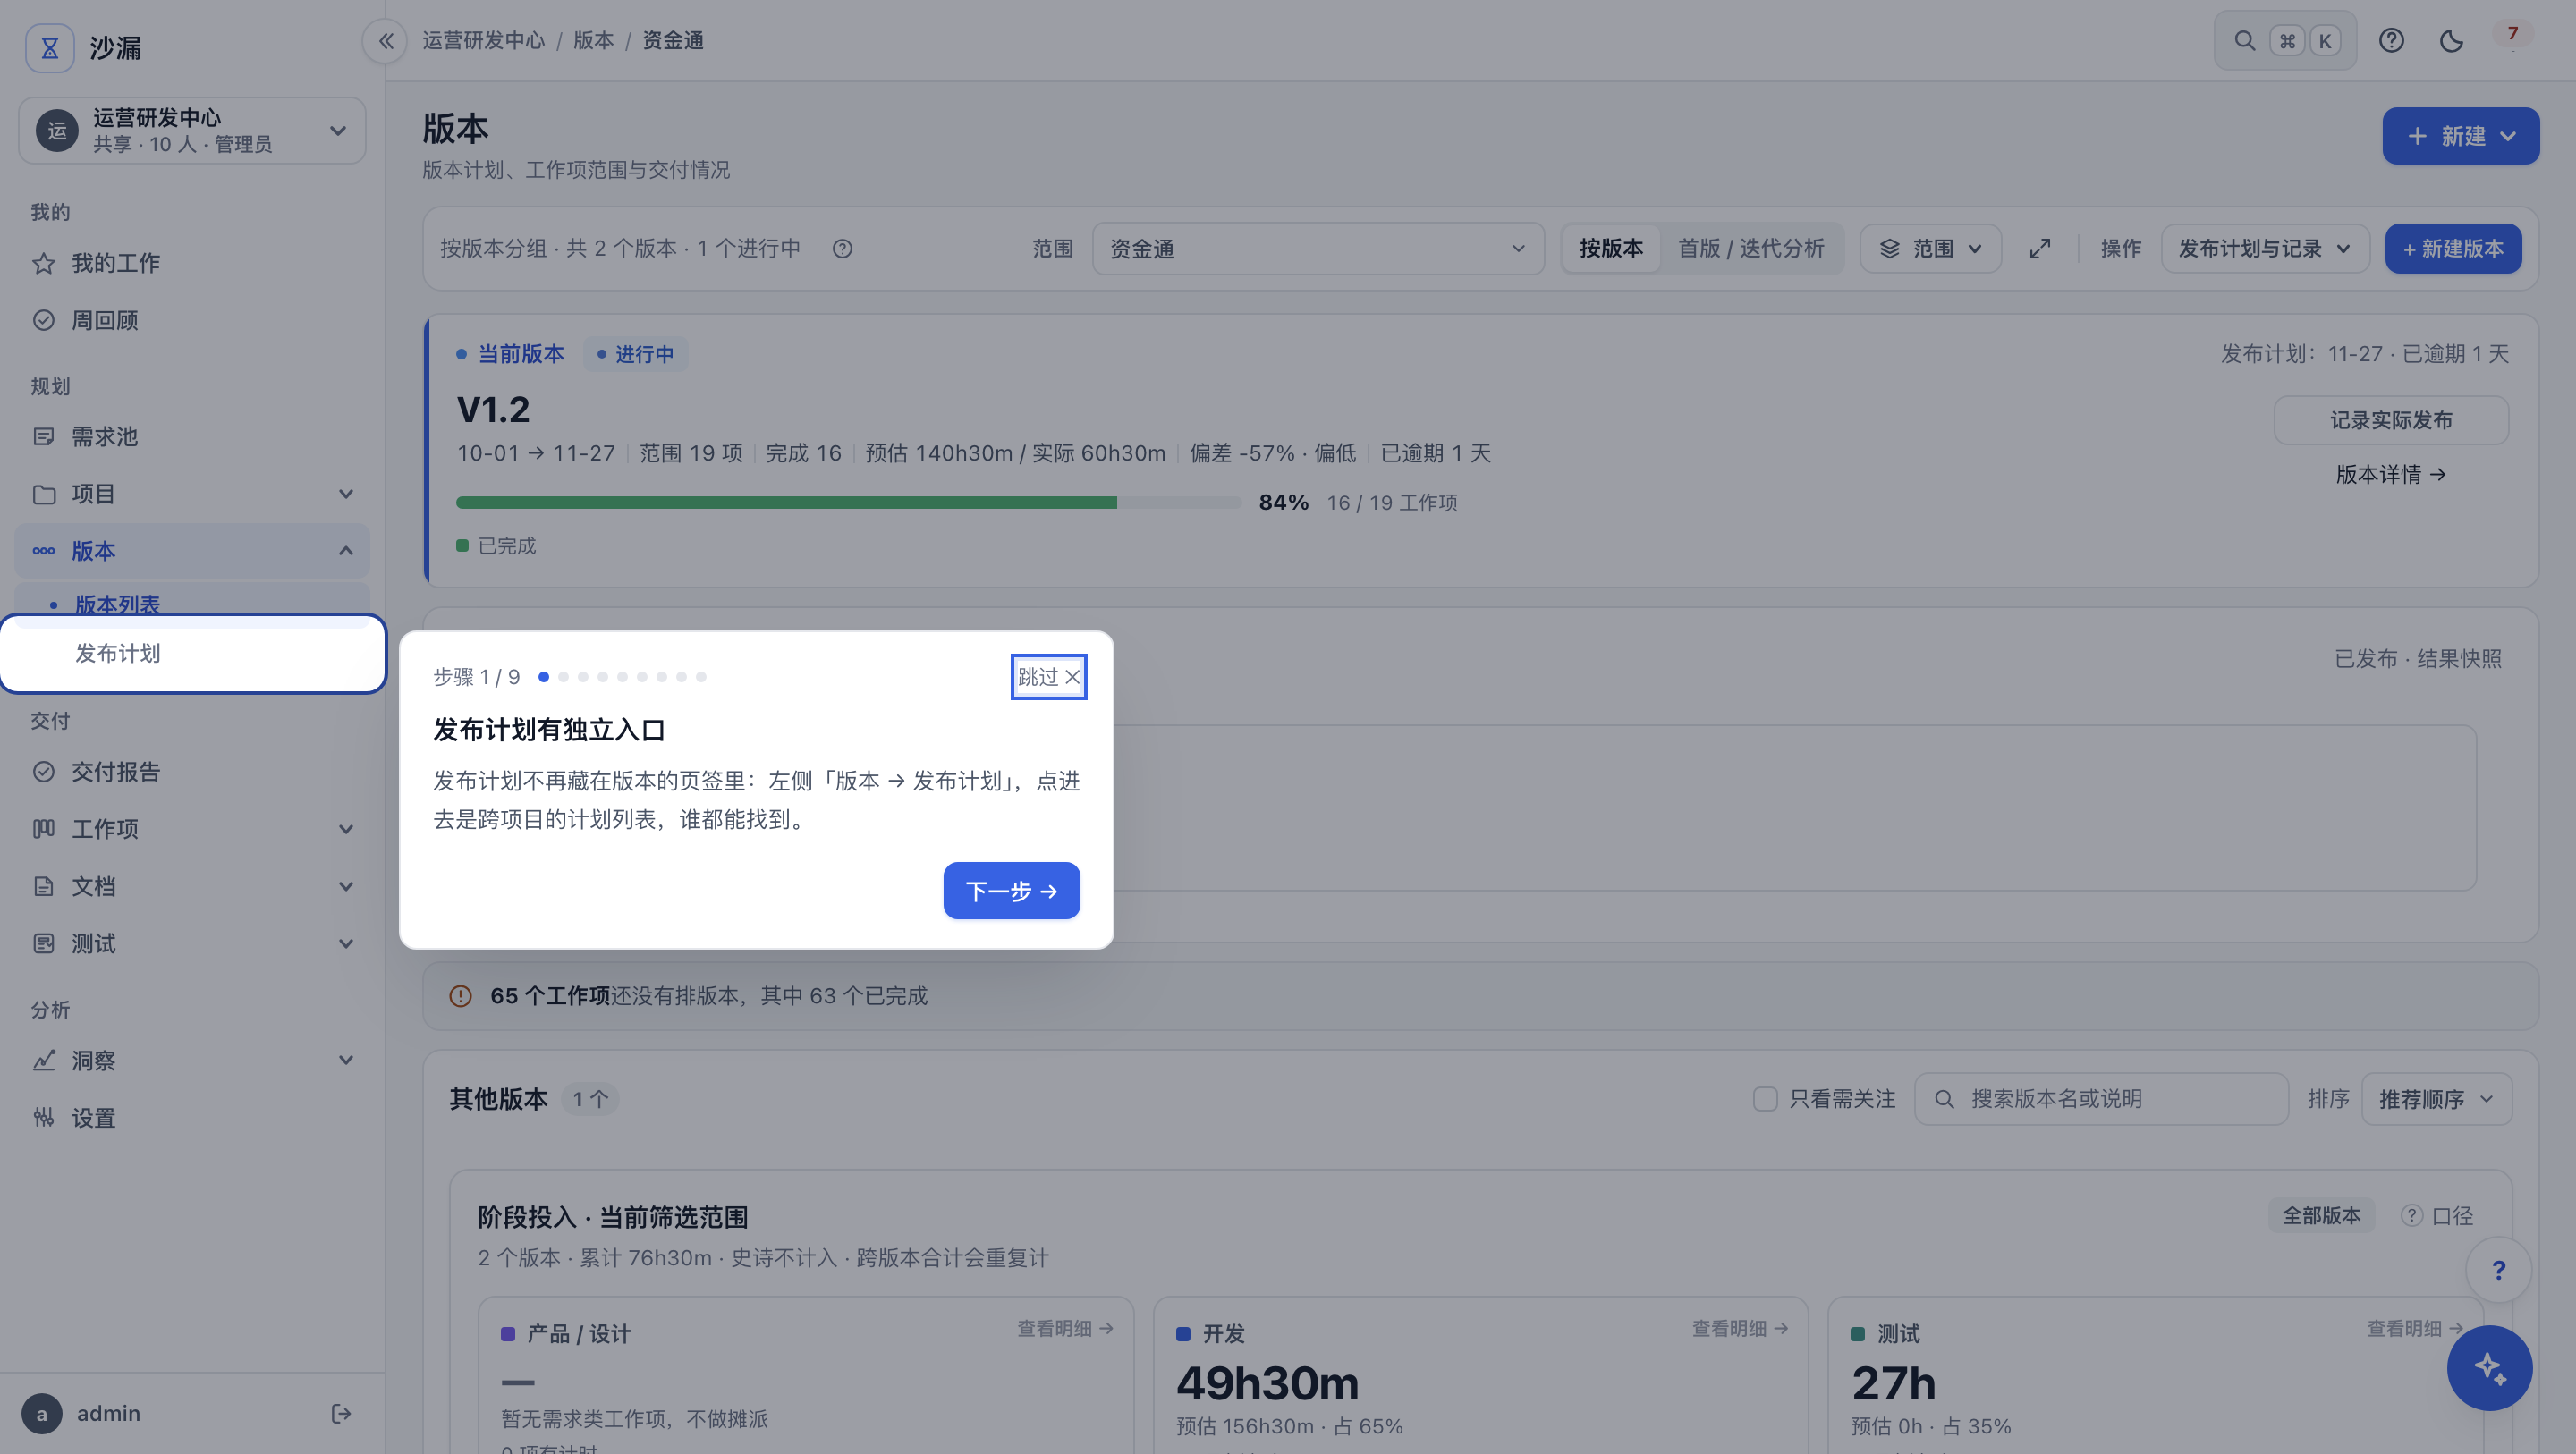 沙漏
运营研发中心 / 版本 / 资金通
⌘ K
7
运
运营研发中心
共享 · 10 人 · 管理员
我的
我的工作
周回顾
规划
需求池
项目
版本
版本列表
发布计划
交付
交付报告
工作项
文档
测试
分析
洞察
设置
a
admin
版本
版本计划、工作项范围与交付情况
+ 新建
按版本分组 · 共 2 个版本 · 1 个进行中
范围
资金通
按版本
首版 / 迭代分析
范围
操作
发布计划与记录
+ 新建版本
当前版本
进行中
发布计划：11-27 · 已逾期 1 天
V1.2
记录实际发布
10-01 → 11-27 | 范围 19 项 | 完成 16 | 预估 140h30m / 实际 60h30m | 偏差 -57% · 偏低 | 已逾期 1 天
版本详情 →
84% 16 / 19 工作项
已完成
已发布 · 结果快照
步骤 1 / 9
跳过 ×
发布计划有独立入口
发布计划不再藏在版本的页签里：左侧「版本 → 发布计划」，点进
去是跨项目的计划列表，谁都能找到。
下一步 →
65 个工作项还没有排版本，其中 63 个已完成
其他版本
1 个
只看需关注
搜索版本名或说明
排序
推荐顺序
阶段投入 · 当前筛选范围
全部版本
? 口径
2 个版本 · 累计 76h30m · 史诗不计入 · 跨版本合计会重复计
?
产品 / 设计
查看明细 →
—
暂无需求类工作项，不做摊派
0 项有计时
开发
查看明细 →
49h30m
预估 156h30m · 占 65%
测试
查看明细 →
27h
预估 0h · 占 35%